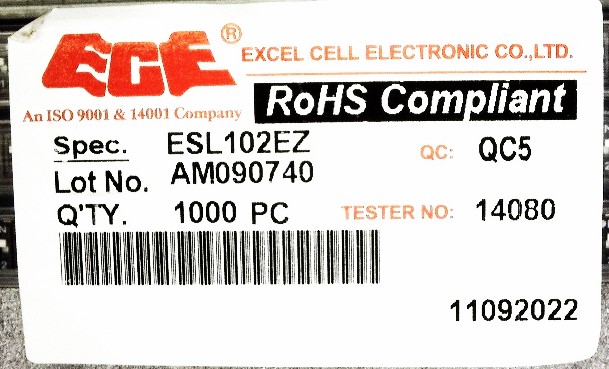 ECE®
EXCEL CELL ELECTRONIC CO.,LTD.
An ISO 9001 & 14001 Company
RoHS Compliant
Spec. ESL102EZ
QC: QC5
Lot No. AM090740
Q'TY. 1000 PC
TESTER NO: 14080
11092022